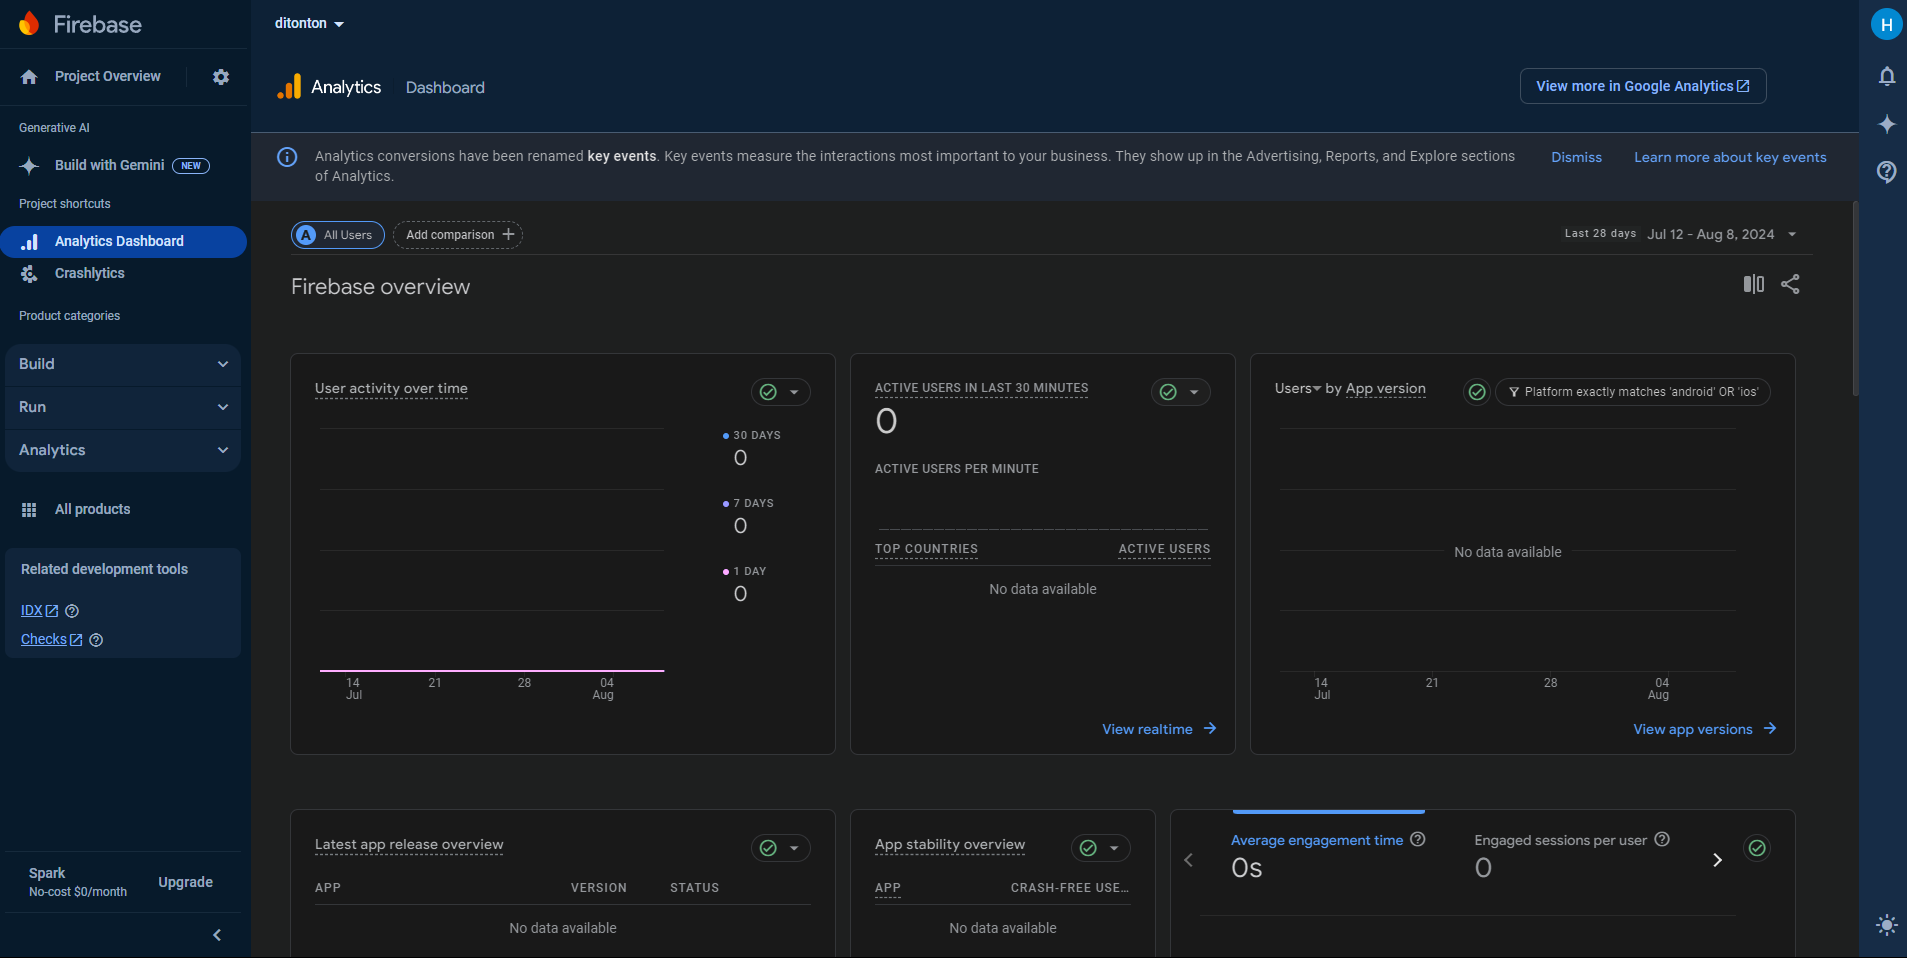 Firebase
ditonton
H
Project Overview
Analytics
Dashboard
View more in Google Analytics
Generative AI
Build with Gemini
NEW
Analytics conversions have been renamed key events. Key events measure the interactions most important to your business. They show up in the Advertising, Reports, and Explore sections
of Analytics.
Dismiss
Learn more about key events
Project shortcuts
Analytics Dashboard
Crashlytics
Product categories
Build
Run
Analytics
All products
Related development tools
IDX
Checks
Spark
No-cost $0/month
Upgrade
A
All Users
Add comparison
Last 28 days
Jul 12 - Aug 8, 2024
Firebase overview
User activity over time
30 DAYS
0
7 DAYS
0
1 DAY
0
14
Jul
21
28
04
Aug
ACTIVE USERS IN LAST 30 MINUTES
0
ACTIVE USERS PER MINUTE
TOP COUNTRIES
ACTIVE USERS
No data available
View realtime
Users by App version
Platform exactly matches 'android' OR 'ios'
No data available
14
Jul
21
28
04
Aug
View app versions
Latest app release overview
APP
VERSION
STATUS
No data available
App stability overview
APP
CRASH-FREE USE...
No data available
Average engagement time
0s
Engaged sessions per user
0